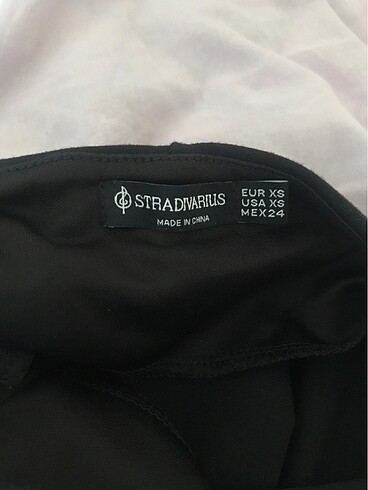 STRADIVARIUS
MADE IN CHINA
EUR XS
USA XS
MEX 24